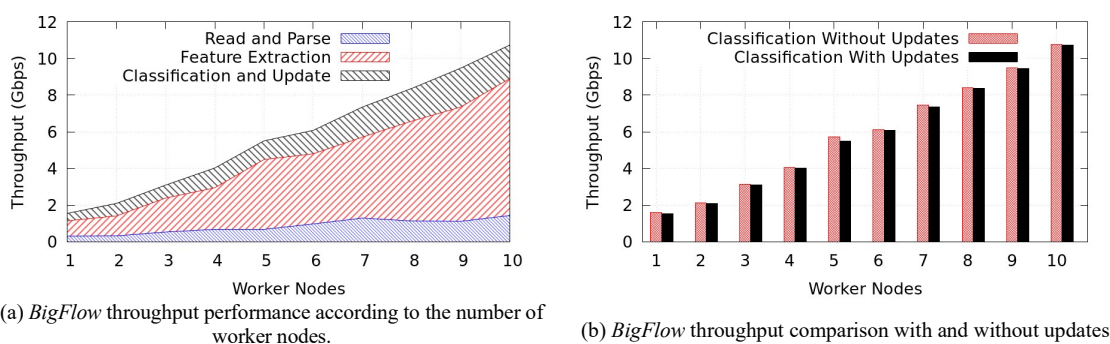 12
10
8
6
4
2
0
Throughput (Gbps)
Read and Parse
Feature Extraction
Classification and Update
1 2 3 4 5 6 7 8 9 10
Worker Nodes
(a) BigFlow throughput performance according to the number of
worker nodes.
12
10
8
6
4
2
0
Throughput (Gbps)
Classification Without Updates
Classification With Updates
1 2 3 4 5 6 7 8 9 10
Worker Nodes
(b) BigFlow throughput comparison with and without updates